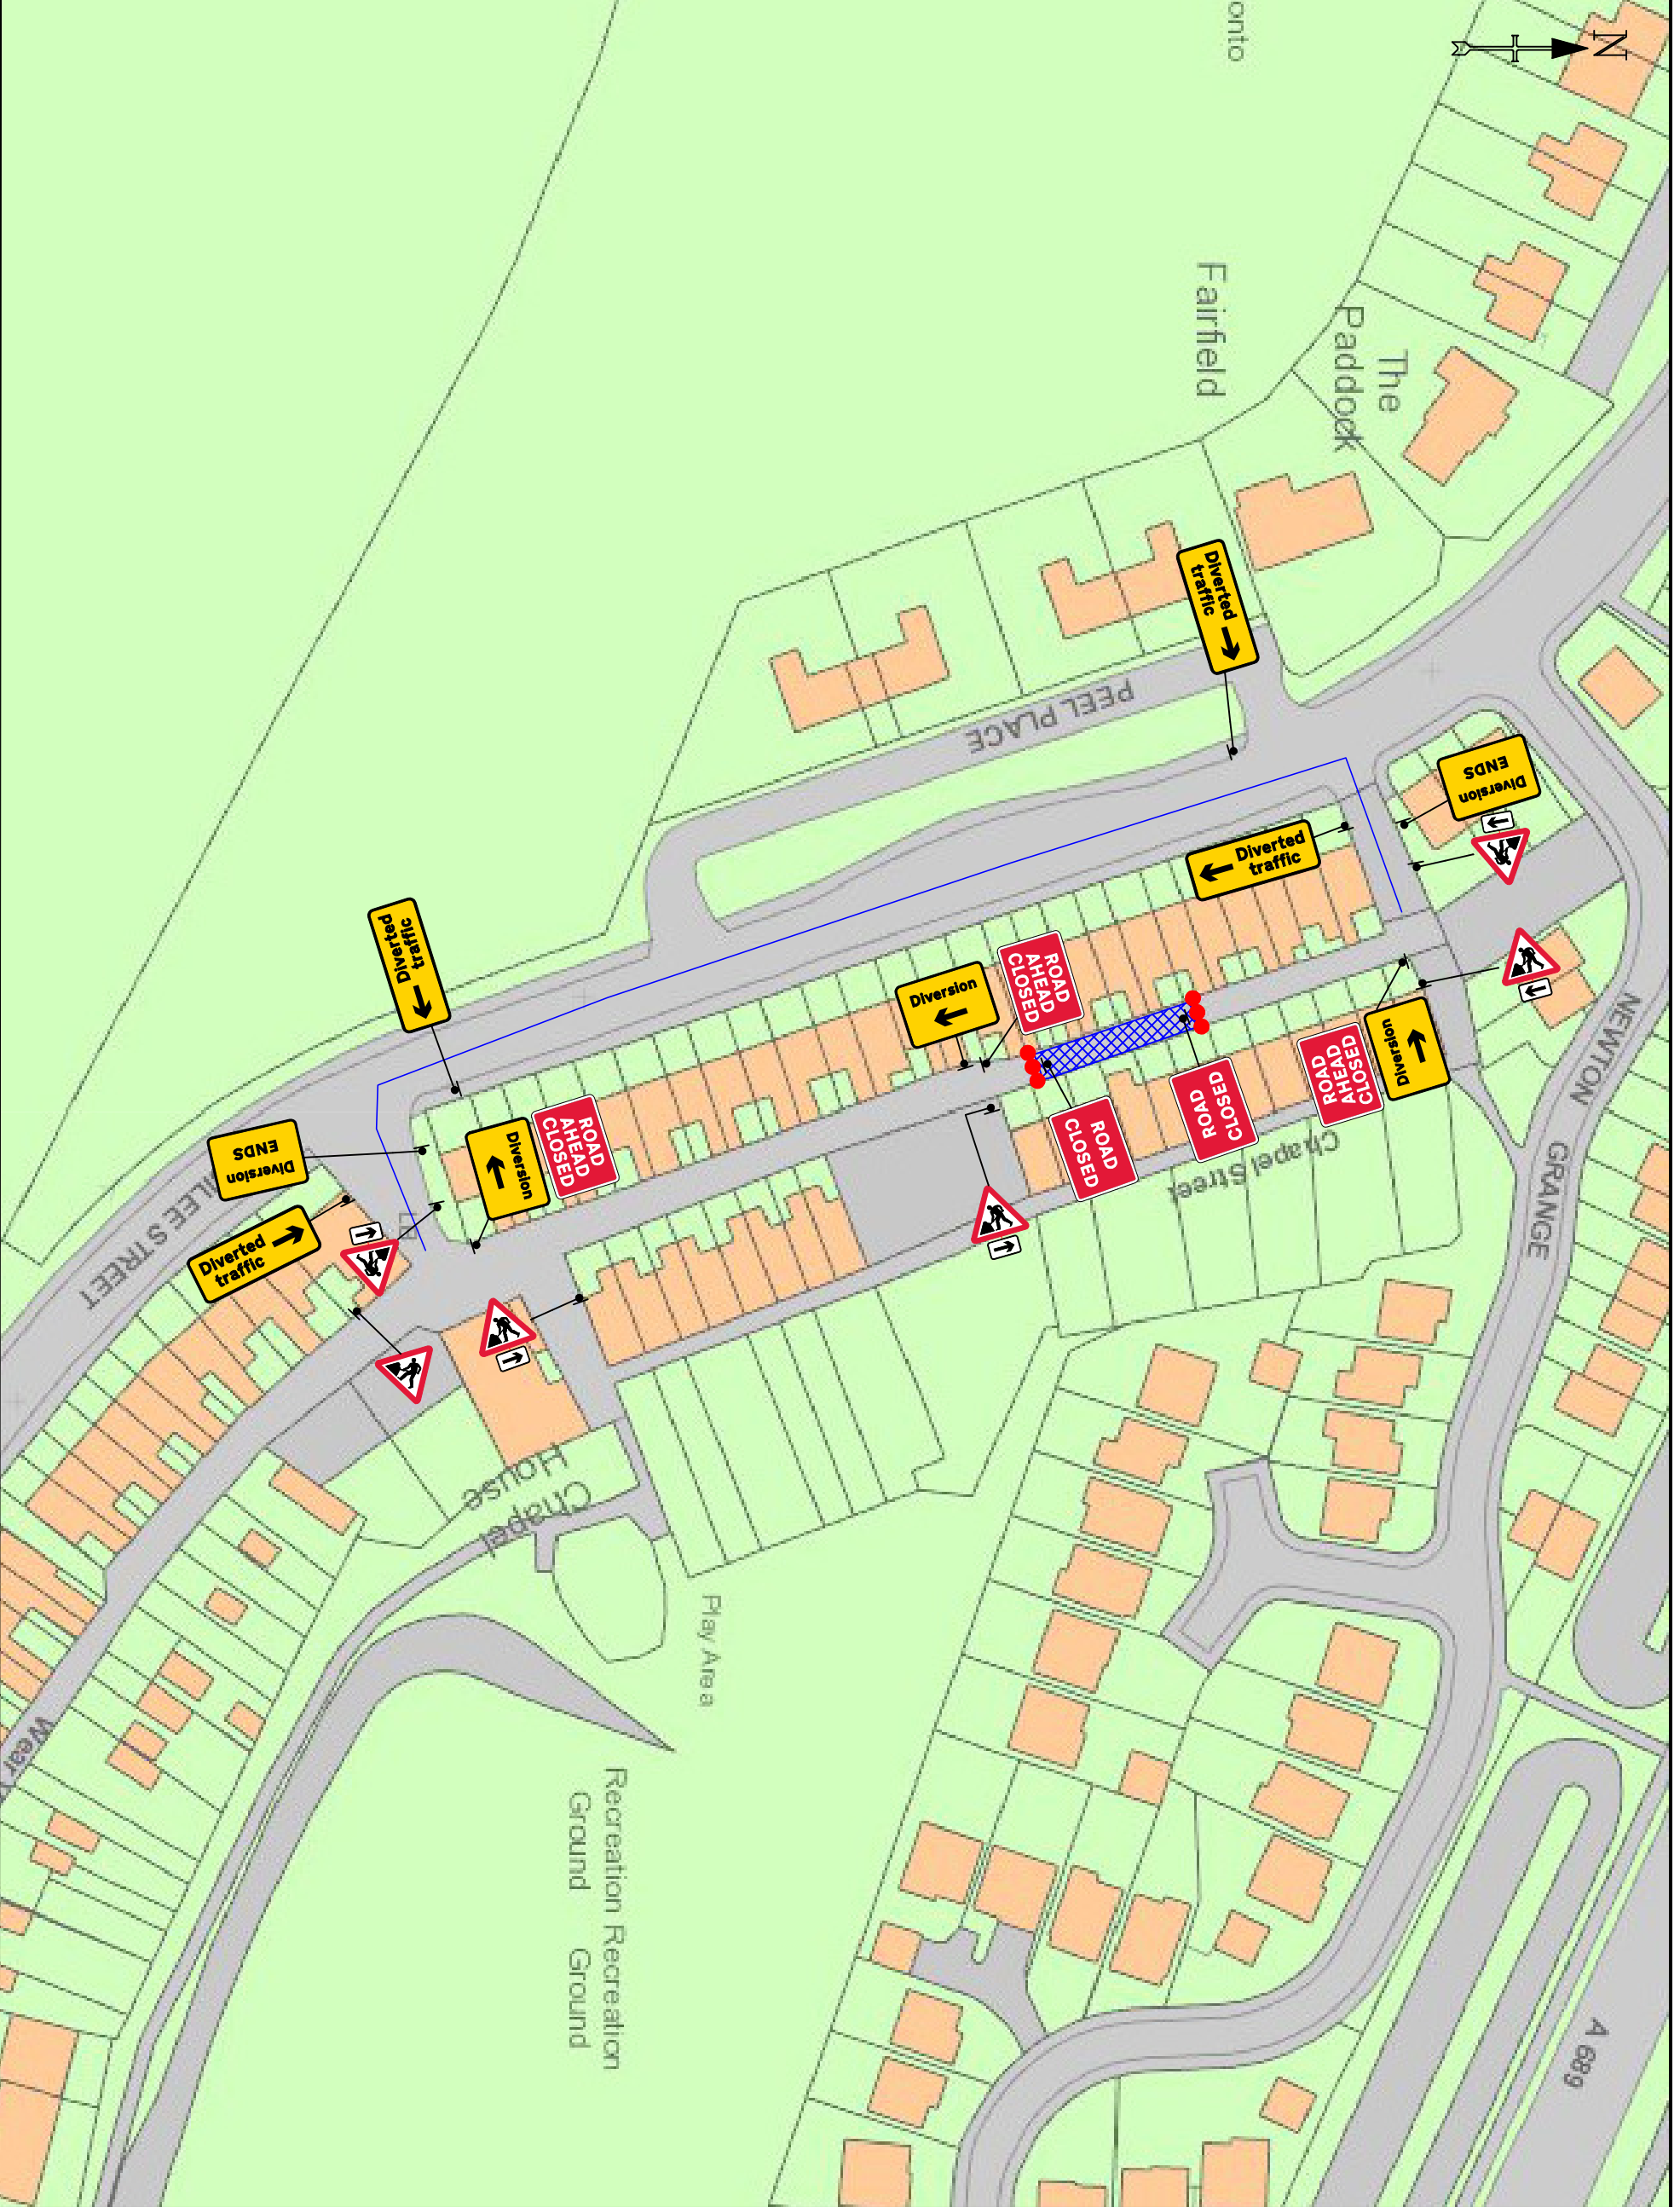 N
onto
Fairfield
The
Paddock
PEEL PLACE
Diverted
traffic
Diversion
ENDS
Diverted
traffic
Diverted
traffic
ROAD
AHEAD
CLOSED
Diversion
ROAD
CLOSED
ROAD
CLOSED
ROAD
AHEAD
CLOSED
Diversion
NEWTON
GRANGE
Chapel Street
ROAD
AHEAD
CLOSED
Diversion
Diversion
ENDS
Diverted
traffic
STREET
Chapel
House
Play Area
Recreation Recreation
Ground Ground
Wear
A 689